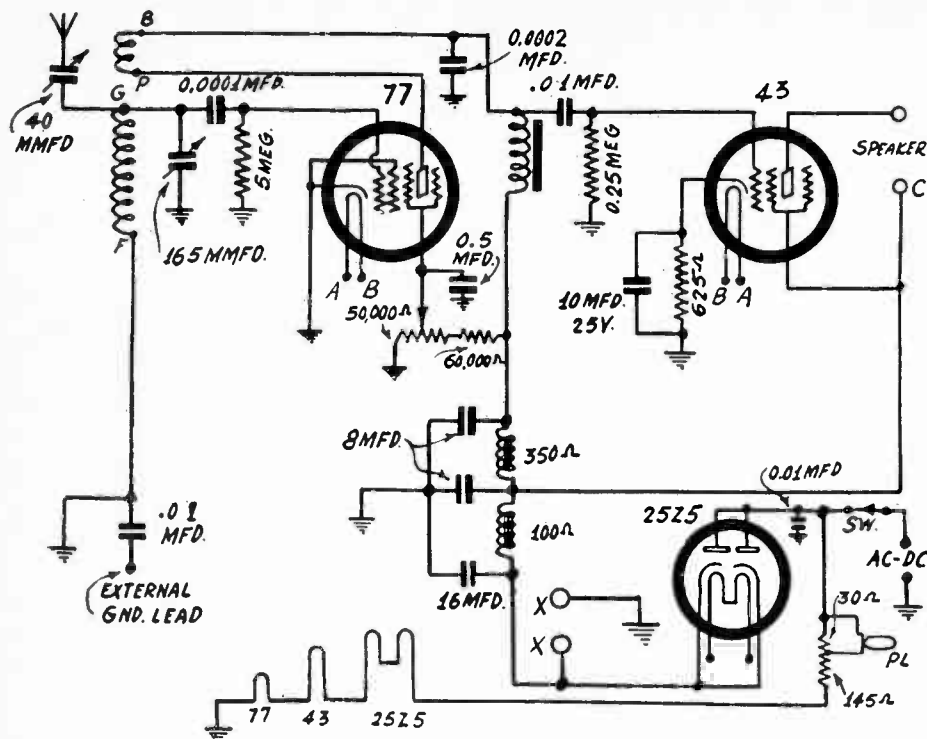 B
P
G
F
40
MMFD
0.0001 MFD.
165 MMFD.
5 MEG.
77
0.0002
MFD.
.01 MFD.
43
SPEAKER
C
0.25 MEG
A B
0.5
MFD.
50,000Ω
60,000Ω
10 MFD.
25V.
625Ω
B A
8 MFD.
350Ω
100Ω
16 MFD.
.01
MFD.
EXTERNAL
GND. LEAD
X
X
25Z5
0.01 MFD
SW.
AC-DC
30Ω
PL
145Ω
77
43
25Z5